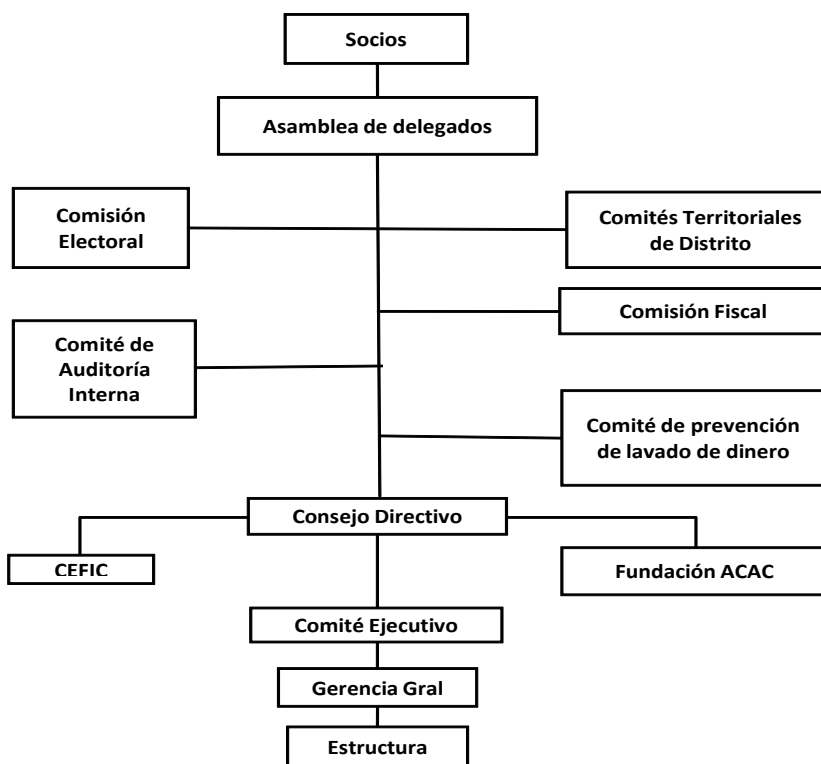 Socios
Asamblea de delegados
Comisión
Electoral
Comités Territoriales
de Distrito
Comisión Fiscal
Comité de
Auditoría
Interna
Comité de prevención
de lavado de dinero
Consejo Directivo
CEFIC
Fundación ACAC
Comité Ejecutivo
Gerencia Gral
Estructura